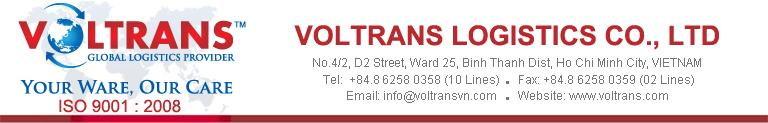 VOLTRANS™
GLOBAL LOGISTICS PROVIDER
YOUR WARE, OUR CARE
ISO 9001 : 2008
VOLTRANS LOGISTICS CO., LTD
No.4/2, D2 Street, Ward 25, Binh Thanh Dist, Ho Chi Minh City, VIETNAM
Tel: +84.8 6258 0358 (10 Lines) . Fax: +84.8 6258 0359 (02 Lines)
Email: info@voltransvn.com . Website: www.voltrans.com